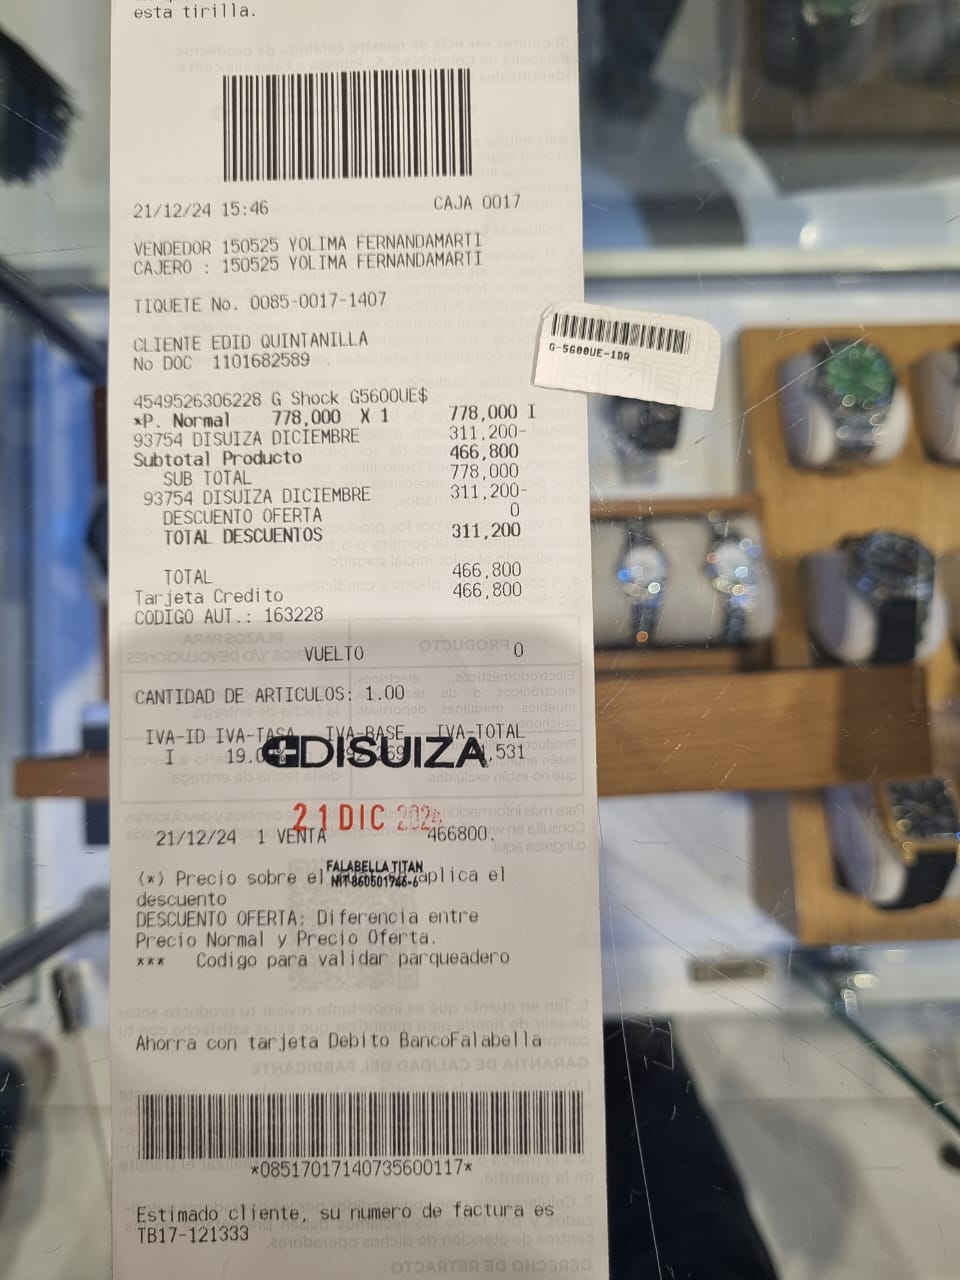 esta tirilla.
21/12/24 15:46 CAJA 0017
VENDEDOR 150525 YOLIMA FERNANDAMARTI
CAJERO : 150525 YOLIMA FERNANDAMARTI
TIQUETE No. 0085-0017-1407
CLIENTE EDID QUINTANILLA
No DOC 1101682589
G-5600UE-1DR
4549526306228 G Shock G5600UE$
*P. Normal 778,000 X 1 778,000 I
93754 DISUIZA DICIEMBRE 311,200-
Subtotal Producto 466,800
SUB TOTAL 778,000
93754 DISUIZA DICIEMBRE 311,200-
DESCUENTO OFERTA 0
TOTAL DESCUENTOS 311,200
TOTAL 466,800
Tarjeta Credito 466,800
CODIGO AUT.: 163228
VUELTO 0
CANTIDAD DE ARTICULOS: 1.00
IVA-ID IVA-TASA IVA-BASE IVA-TOTAL
I
DISUIZA
21 DIC 2024
21/12/24 1 VENTA 466800.
FALABELLA TITAN
NIT 860501746-6
(*) Precio sobre el aplica el
descuento
DESCUENTO OFERTA: Diferencia entre
Precio Normal y Precio Oferta.
*** Codigo para validar parqueadero
Ahorra con tarjeta Debito BancoFalabella
*08517017140735600117*
Estimado cliente, su numero de factura es
TB17-121333